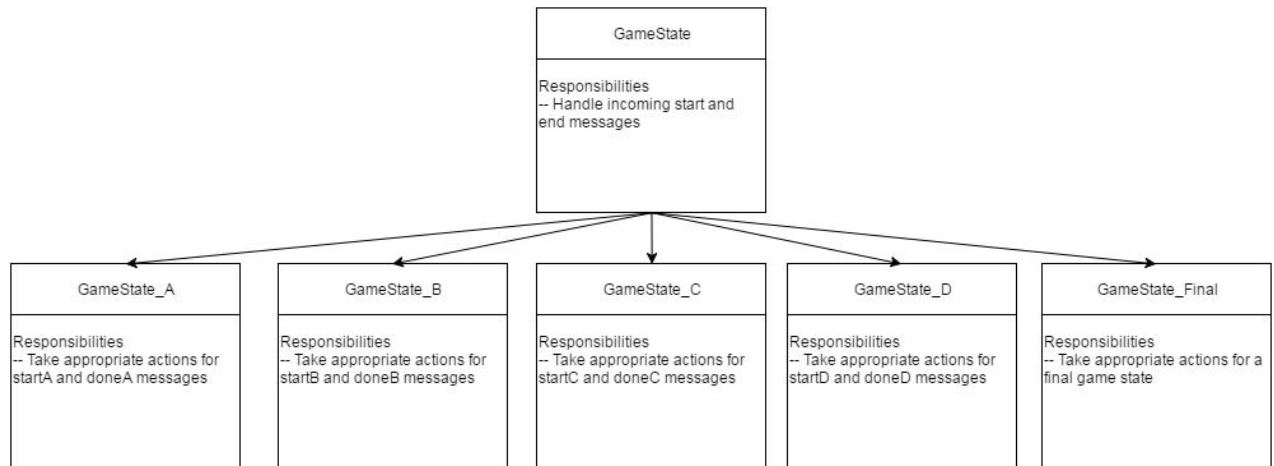 GameState
Responsibilities
-- Handle incoming start and
end messages
GameState_A
Responsibilities
-- Take appropriate actions for
startA and doneA messages
GameState_B
Responsibilities
-- Take appropriate actions for
startB and doneB messages
GameState_C
Responsibilities
-- Take appropriate actions for
startC and doneC messages
GameState_D
Responsibilities
-- Take appropriate actions for
startD and doneD messages
GameState_Final
Responsibilities
-- Take appropriate actions for a
final game state